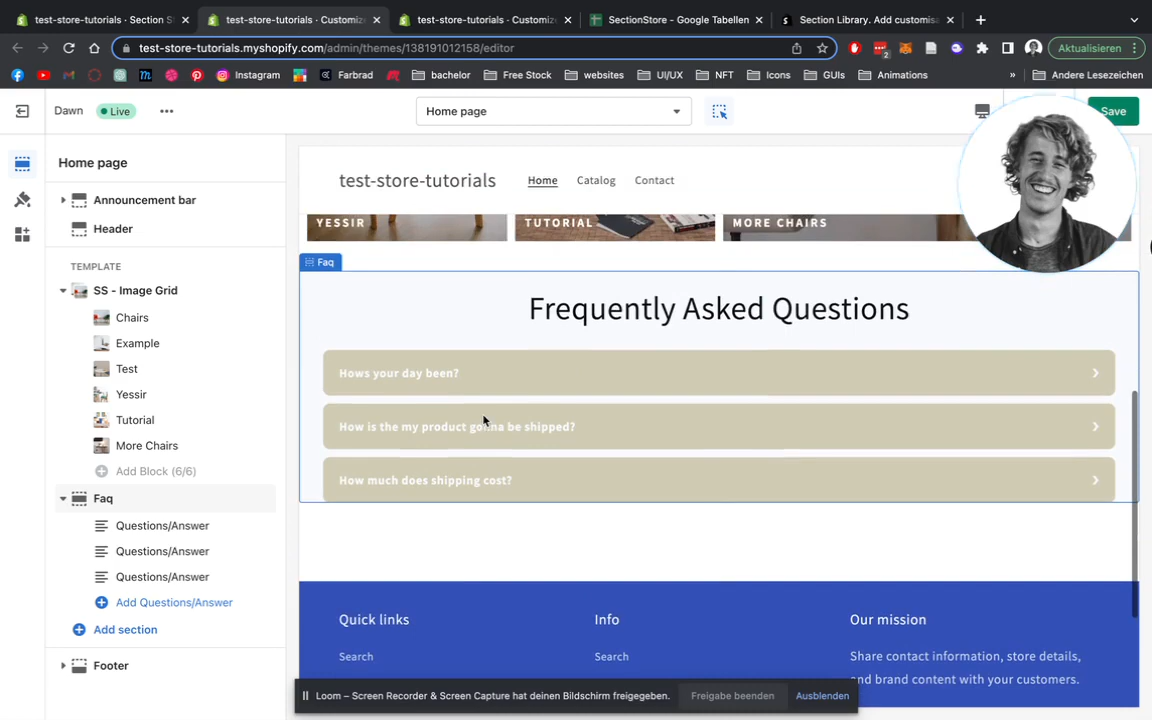 test-store-tutorials · Section S
test-store-tutorials · Customize
test-store-tutorials · Customize
SectionStore - Google Tabellen
Section Library. Add customisa
test-store-tutorials.myshopify.com/admin/themes/138191012158/editor
2
Aktualisieren
Instagram
Farbrad
bachelor
Free Stock
websites
UI/UX
NFT
Icons
GUIs
Animations
»
Andere Lesezeichen
Dawn
Live
Home page
Save
Home page
Announcement bar
Header
TEMPLATE
SS - Image Grid
Chairs
Example
Test
Yessir
Tutorial
More Chairs
Add Block (6/6)
Faq
Questions/Answer
Questions/Answer
Questions/Answer
Add Questions/Answer
Add section
Footer
test-store-tutorials
Home
Catalog
Contact
YESSIR
TUTORIAL
MORE CHAIRS
Faq
Frequently Asked Questions
Hows your day been?
How is the my product gonna be shipped?
How much does shipping cost?
Quick links
Info
Our mission
Search
Search
Share contact information, store details,
and brand content with your customers.
Loom – Screen Recorder & Screen Capture hat deinen Bildschirm freigegeben.
Freigabe beenden
Ausblenden